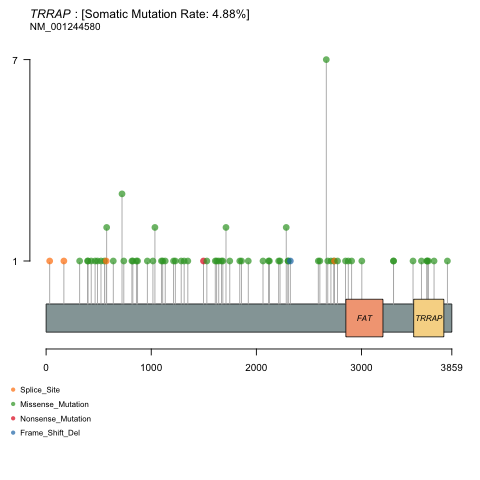 TRRAP : [Somatic Mutation Rate: 4.88%]
NM_001244580
7
1
FAT
TRRAP
0 1000 2000 3000 3859
Splice_Site
Missense_Mutation
Nonsense_Mutation
Frame_Shift_Del